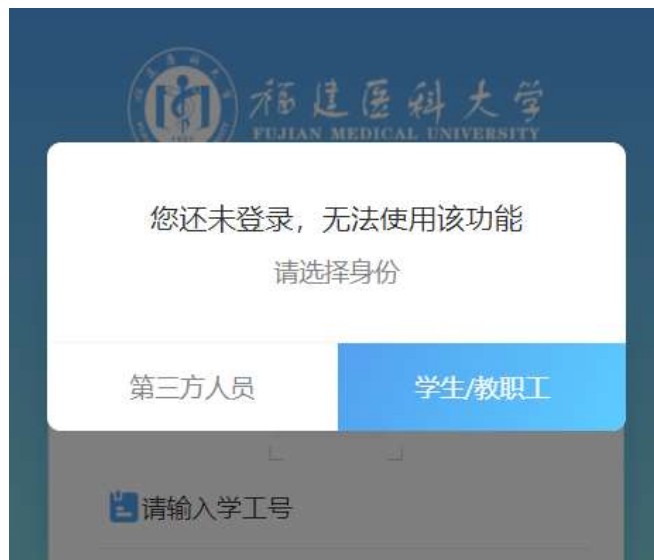 福建医科大学
FUJIAN MEDICAL UNIVERSITY
您还未登录，无法使用该功能
请选择身份
第三方人员
学生/教职工
请输入学工号